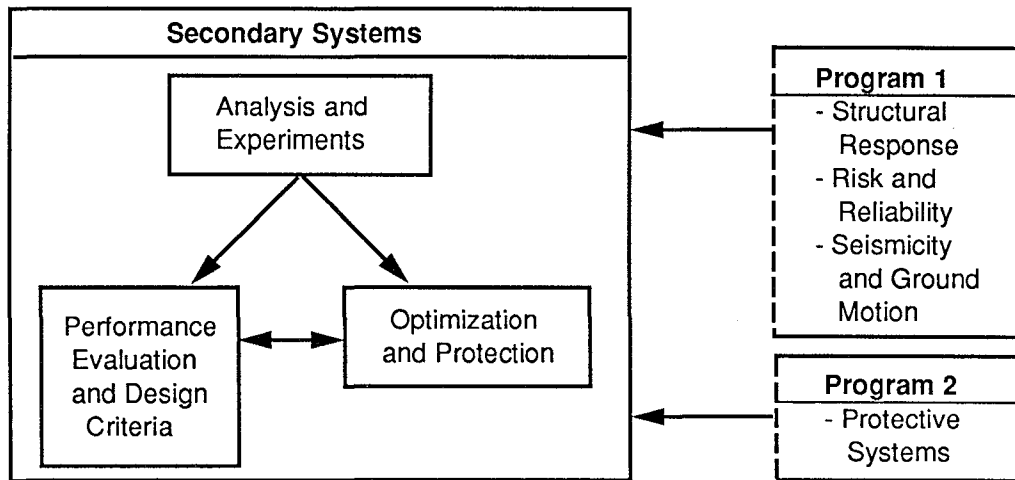 Secondary Systems
Analysis and
Experiments
Performance
Evaluation
and Design
Criteria
Optimization
and Protection
Program 1
- Structural
Response
- Risk and
Reliability
- Seismicity
and Ground
Motion
Program 2
- Protective
Systems